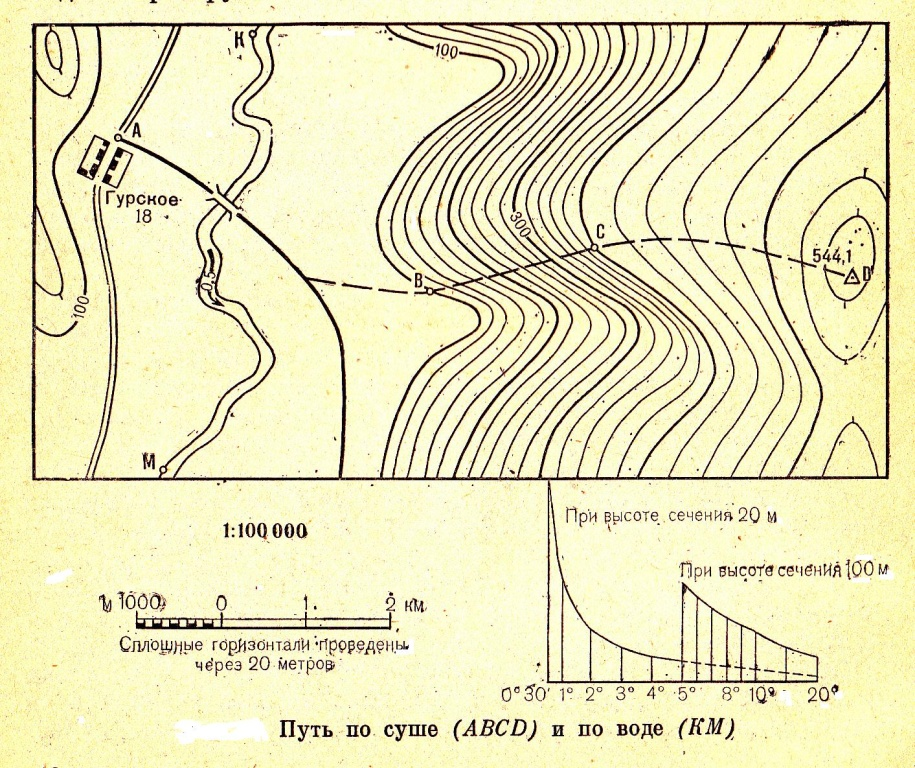 К
100
А
Гурское
18
300
С
В
544,1
D
0,5
100
М
1:100 000
При высоте сечения 20 м
При высоте сечения 100 м
м 1000 0 1 2 км
Сплошные горизонтали проведены
через 20 метров
0° 30' 1° 2° 3° 4° 5° 8° 10° 20°
Путь по суше (ABCD) и по воде (КМ)